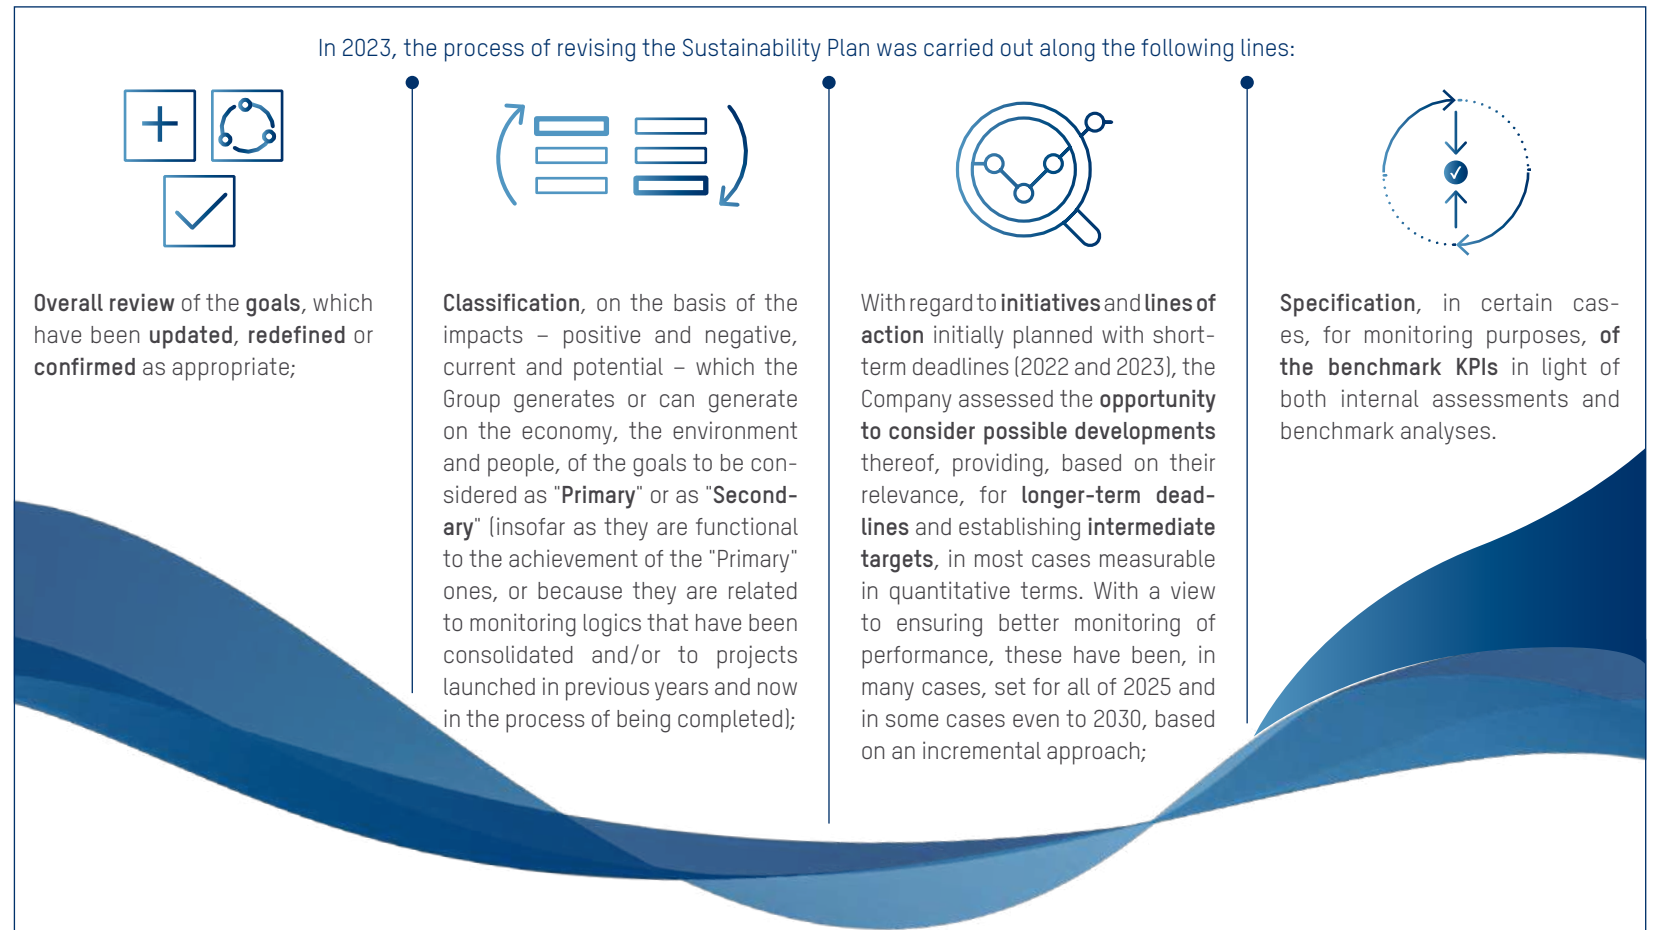 In 2023, the process of revising the Sustainability Plan was carried out along the following lines:
Overall review of the goals, which
have been updated, redefined or
confirmed as appropriate;
Classification, on the basis of the
impacts – positive and negative,
current and potential – which the
Group generates or can generate
on the economy, the environment
and people, of the goals to be con-
sidered as "Primary" or as "Second-
ary" (insofar as they are functional
to the achievement of the "Primary"
ones, or because they are related
to monitoring logics that have been
consolidated and/or to projects
launched in previous years and now
in the process of being completed);
With regard to initiatives and lines of
action initially planned with short-
term deadlines (2022 and 2023), the
Company assessed the opportunity
to consider possible developments
thereof, providing, based on their
relevance, for longer-term dead-
lines and establishing intermediate
targets, in most cases measurable
in quantitative terms. With a view
to ensuring better monitoring of
performance, these have been, in
many cases, set for all of 2025 and
in some cases even to 2030, based
on an incremental approach;
Specification, in certain cas-
es, for monitoring purposes, of
the benchmark KPIs in light of
both internal assessments and
benchmark analyses.